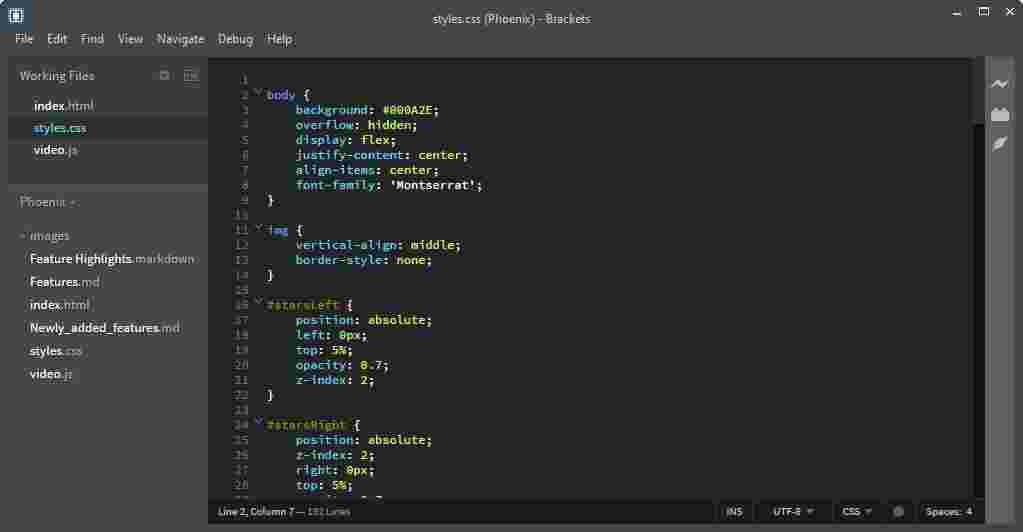 styles.css (Phoenix) - Brackets
File Edit Find View Navigate Debug Help
Working Files
index.html
styles.css
video.js
Phoenix
images
Feature Highlights.markdown
Features.md
index.html
Newly_added_features.md
styles.css
video.js
1
2 body {
3 background: #000A2E;
4 overflow: hidden;
5 display: flex;
6 justify-content: center;
7 align-items: center;
8 font-family: 'Montserrat';
9 }
10
11 img {
12 vertical-align: middle;
13 border-style: none;
14 }
15
16 #starsLeft {
17 position: absolute;
18 left: 0px;
19 top: 5%;
20 opacity: 0.7;
21 z-index: 2;
22 }
23
24 #starsRight {
25 position: absolute;
26 z-index: 2;
27 right: 0px;
28 top: 5%;
Line 2, Column 7 — 192 Lines INS UTF-8 CSS Spaces: 4